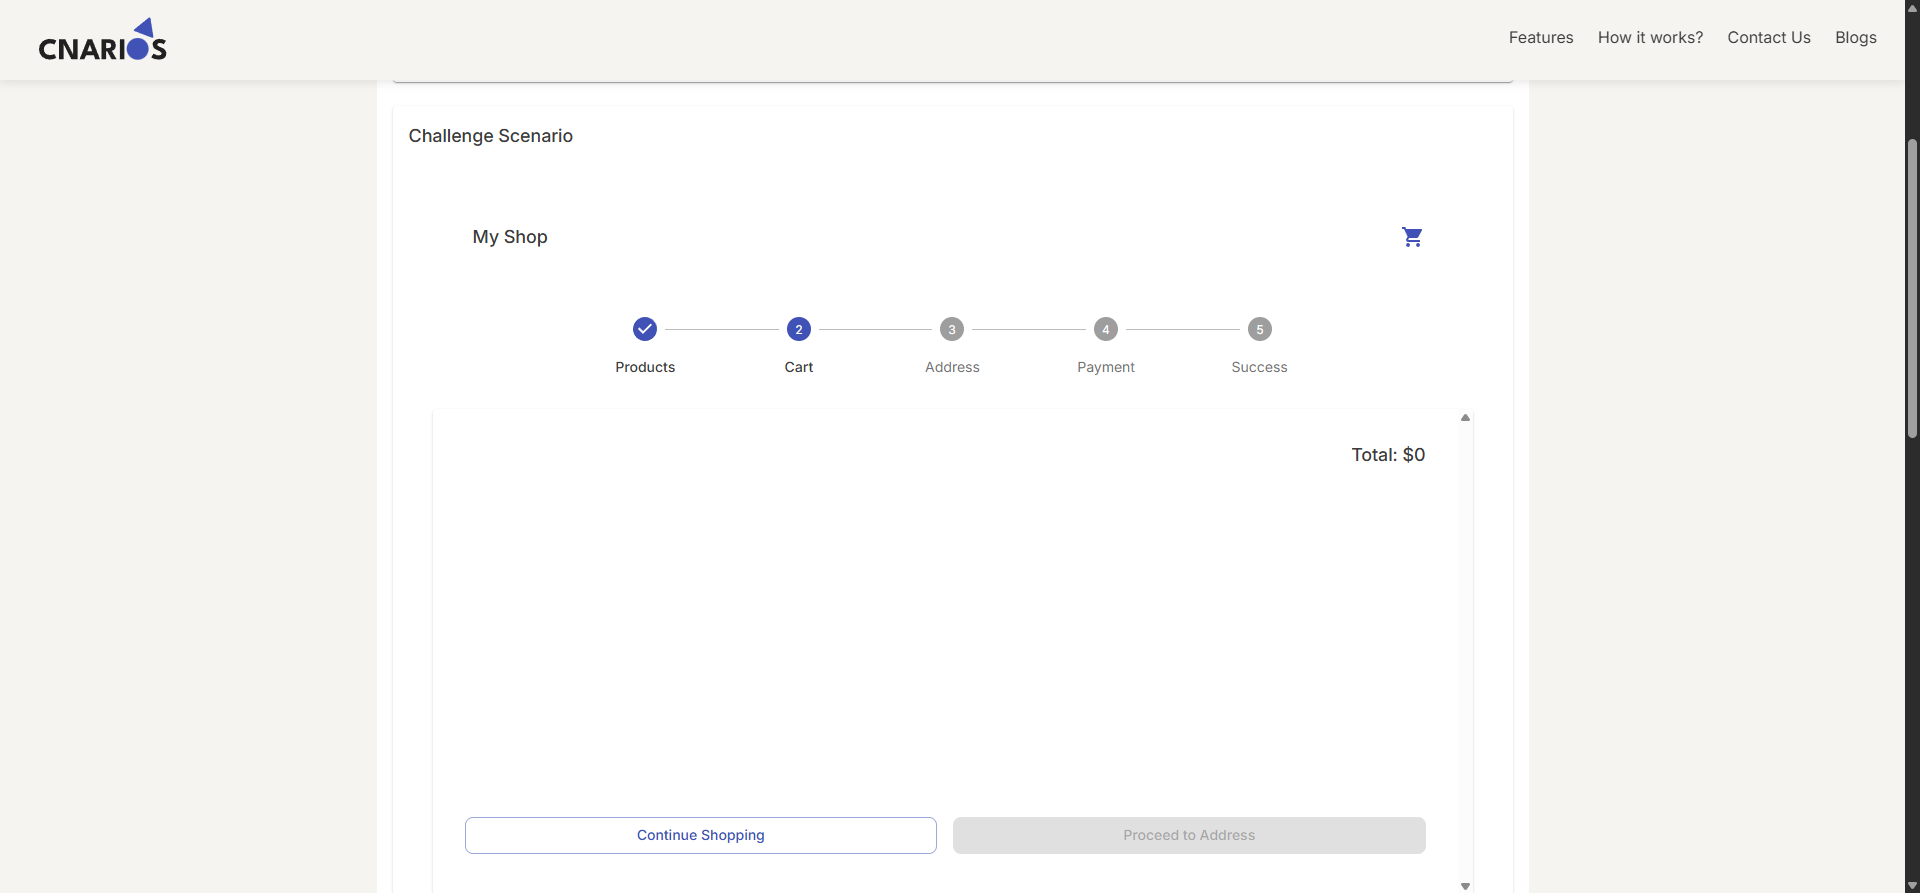 CNARIOS
Features How it works? Contact Us Blogs
Challenge Scenario
My Shop
2 3 4 5
Products Cart Address Payment Success
Total: $0
Continue Shopping Proceed to Address